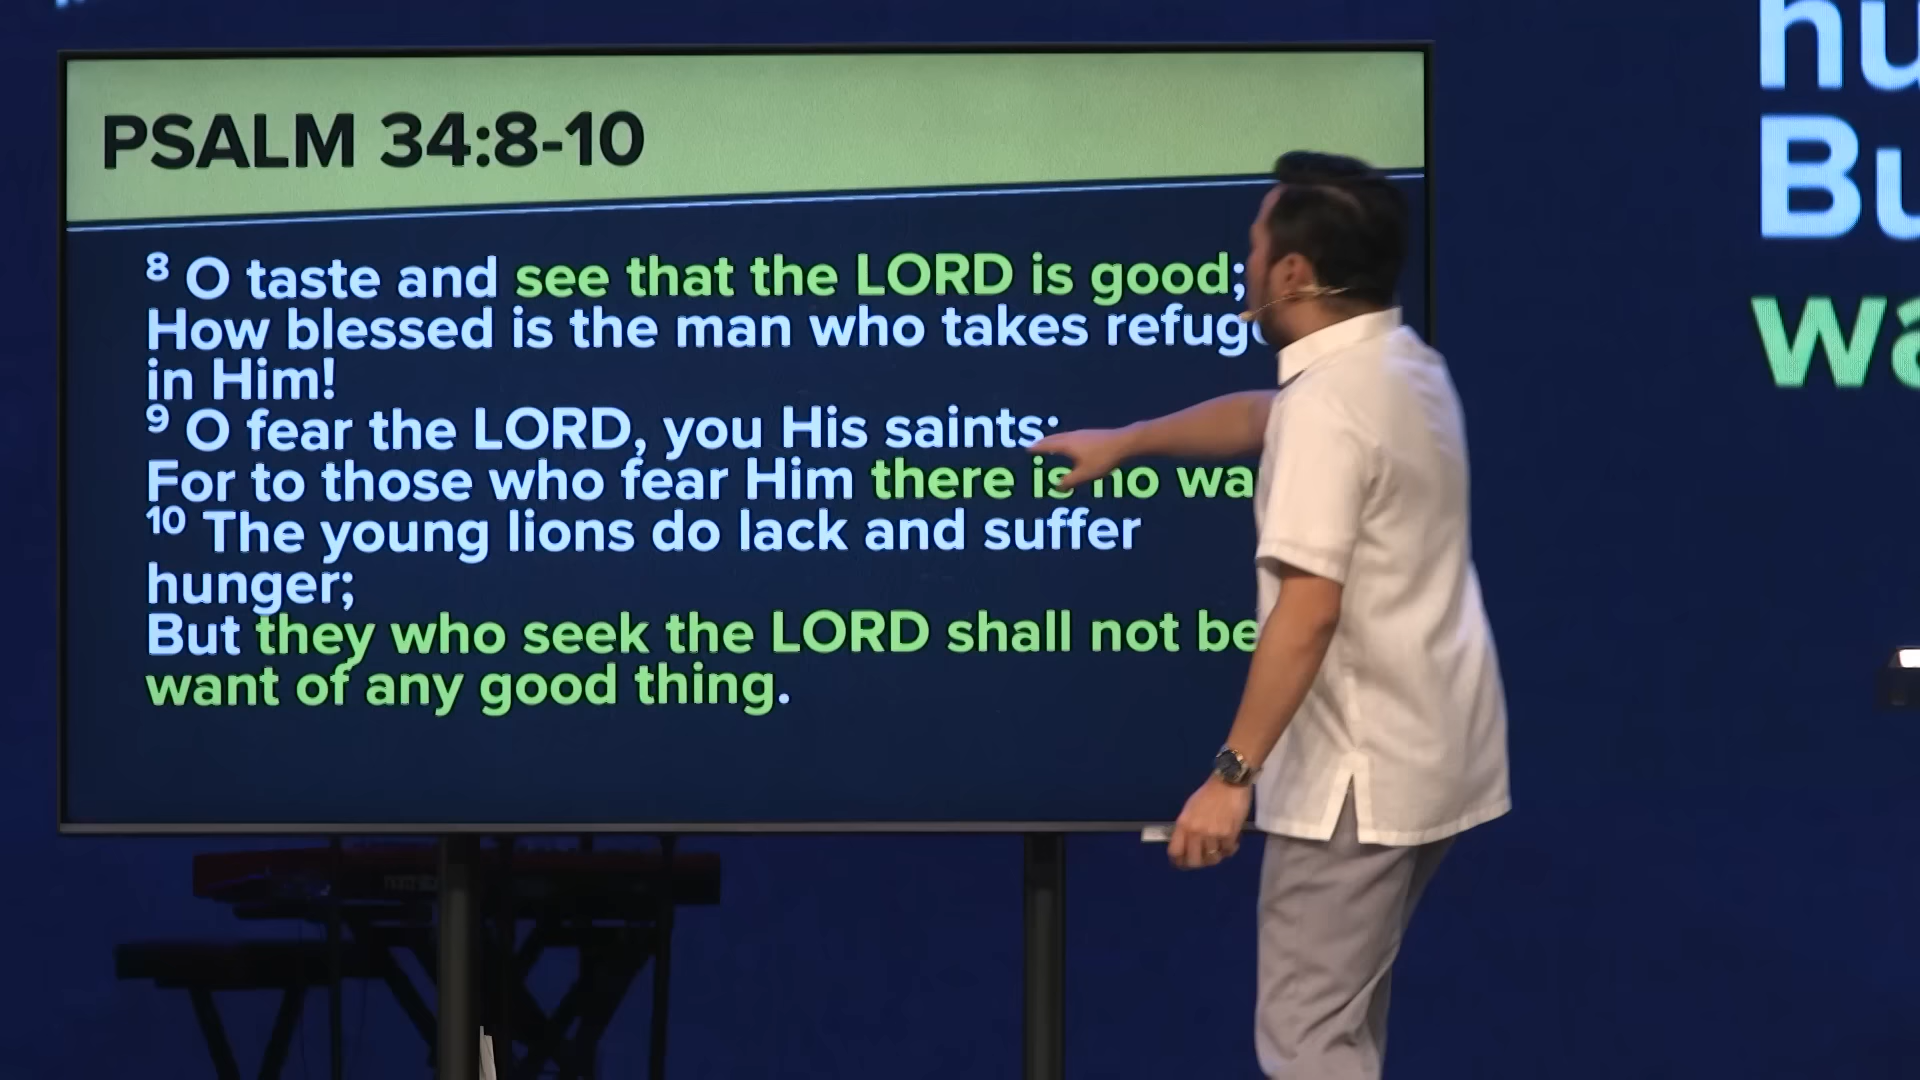 PSALM 34:8-10
8 O taste and see that the LORD is good;
How blessed is the man who takes refuge
in Him!
9 O fear the LORD, you His saints;
For to those who fear Him there is no wa
10 The young lions do lack and suffer
hunger;
But they who seek the LORD shall not be
want of any good thing.
hu
Bu
wa